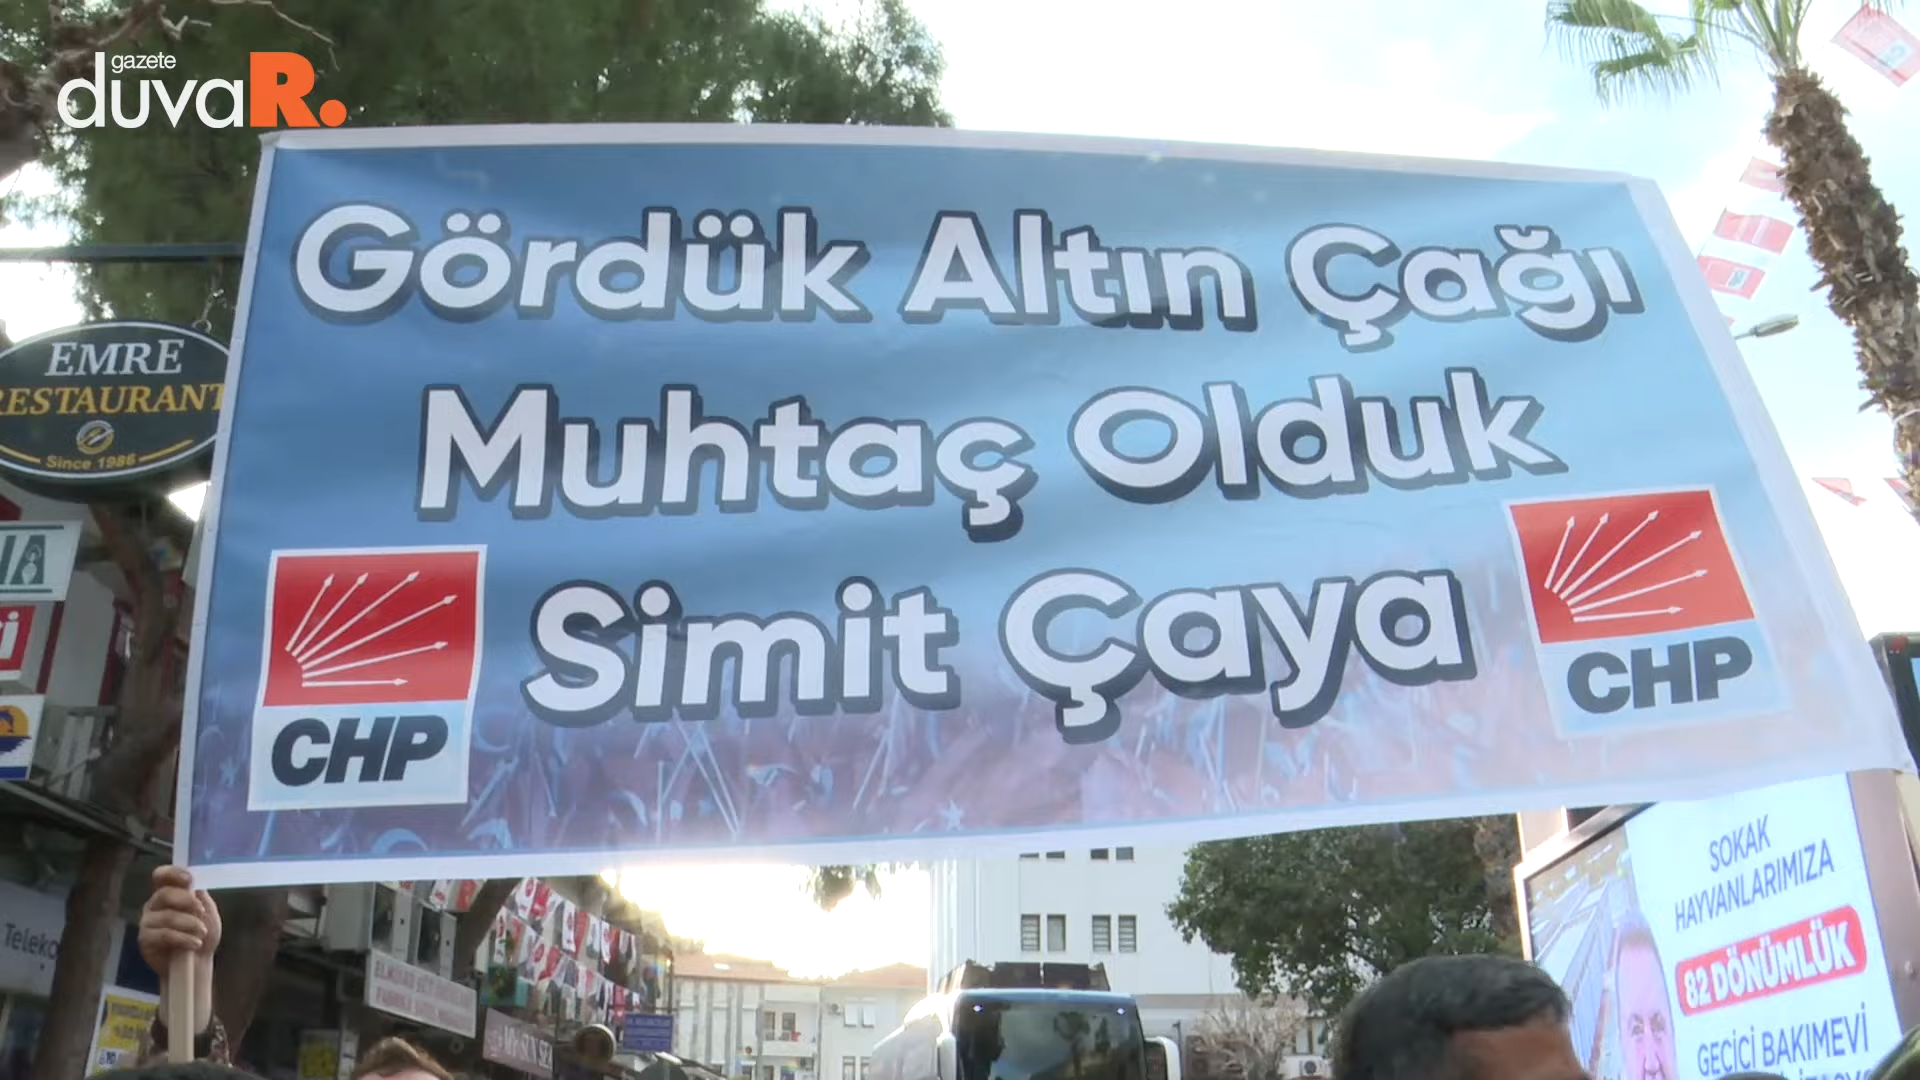 gazete
duvaR.
Gördük Altın Çağı
Muhtaç Olduk
Simit Çaya
CHP
CHP
EMRE
RESTAURANT
Since 1986
SOKAK
HAYVANLARIMIZA
82 DÖNÜMLÜK
GEÇİCİ BAKIMEVİ